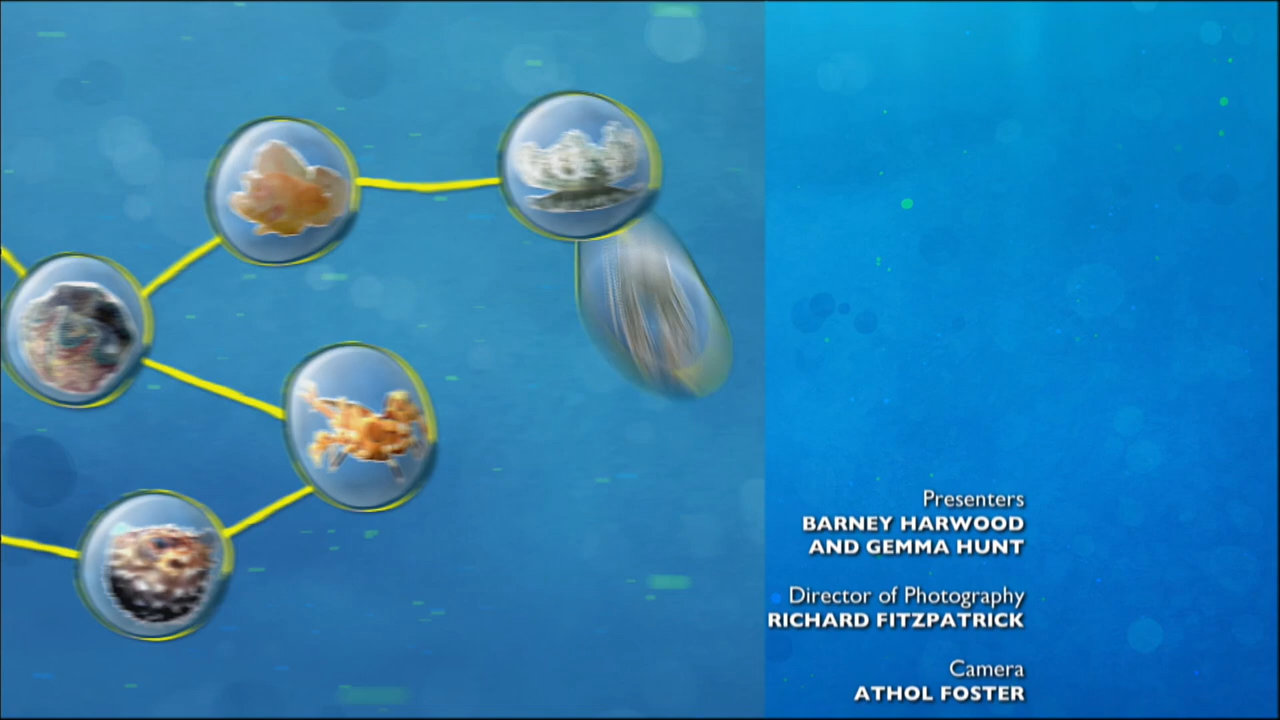 Presenters
BARNEY HARWOOD
AND GEMMA HUNT
Director of Photography
RICHARD FITZPATRICK
Camera
ATHOL FOSTER